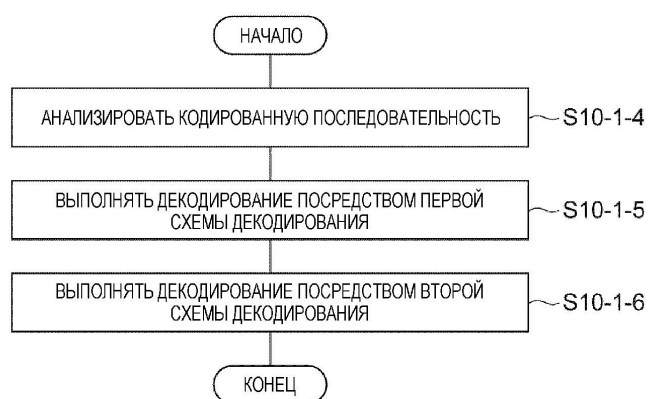 НАЧАЛО
АНАЛИЗИРОВАТЬ КОДИРОВАННУЮ ПОСЛЕДОВАТЕЛЬНОСТЬ
S10-1-4
ВЫПОЛНЯТЬ ДЕКОДИРОВАНИЕ ПОСРЕДСТВОМ ПЕРВОЙ
СХЕМЫ ДЕКОДИРОВАНИЯ
S10-1-5
ВЫПОЛНЯТЬ ДЕКОДИРОВАНИЕ ПОСРЕДСТВОМ ВТОРОЙ
СХЕМЫ ДЕКОДИРОВАНИЯ
S10-1-6
КОНЕЦ